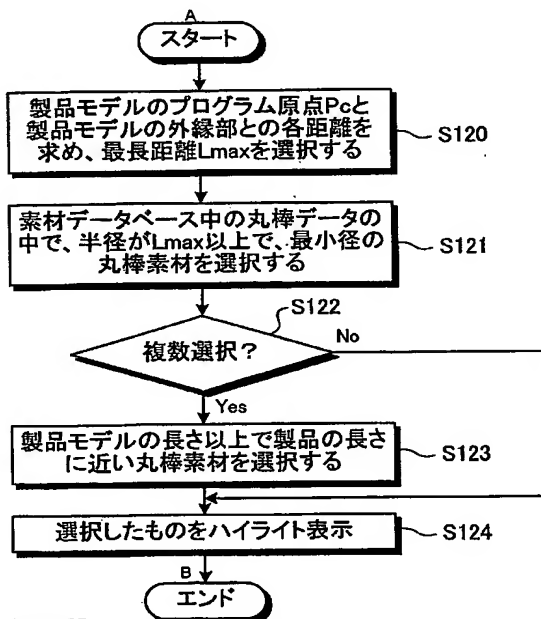 A
スタート
製品モデルのプログラム原点Pcと
製品モデルの外縁部との各距離を
求め、最長距離Lmaxを選択する
S120
素材データベース中の丸棒データの
中で、半径がLmax以上で、最小径の
丸棒素材を選択する
S121
S122
複数選択？
No
Yes
製品モデルの長さ以上で製品の長さ
に近い丸棒素材を選択する
S123
選択したものをハイライト表示
S124
B
エンド